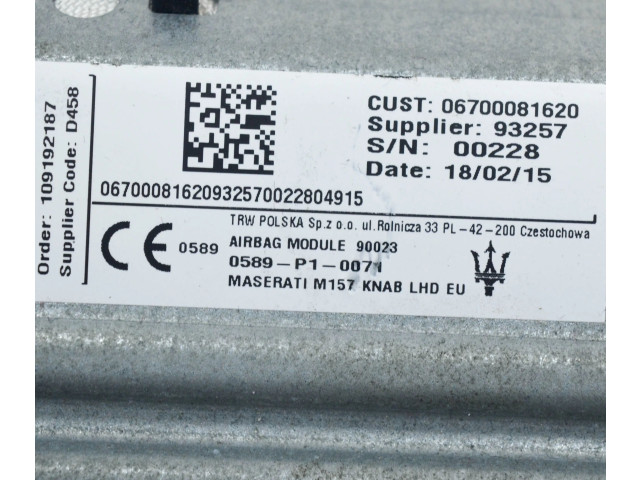 Order: 109192187
Supplier Code: D458
CUST: 06700081620
Supplier: 93257
S/N: 00228
Date: 18/02/15
06700081620932570022804915
TRW POLSKA Sp.z o.o. ul.Rolnicza 33 PL-42-200 Czestochowa
CE 0589 AIRBAG MODULE 90023
0589-P1-0071
MASERATI M157 KNAB LHD EU